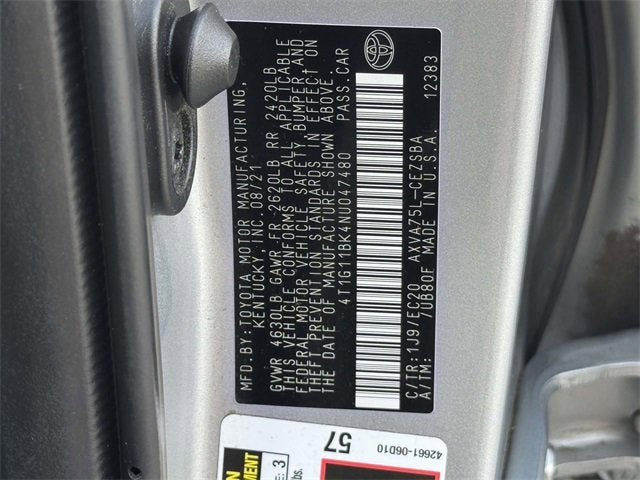 MFD. BY: TOYOTA MOTOR MANUFACTURING,
KENTUCKY, INC. 08/21
GVWR 4630LB GAWR FR 2620LB RR 2420LB
THIS VEHICLE CONFORMS TO ALL APPLICABLE
FEDERAL MOTOR VEHICLE SAFETY, BUMPER AND
THEFT PREVENTION STANDARDS IN EFFECT ON
THE DATE OF MANUFACTURE SHOWN ABOVE.
4T1G11BK4NU047480 PASS. CAR
C/TR: 1J9/EC20 AXVA75L-CEZSBA
A/TM: 7UB80F MADE IN U.S.A. 12383
57
42661-06D10